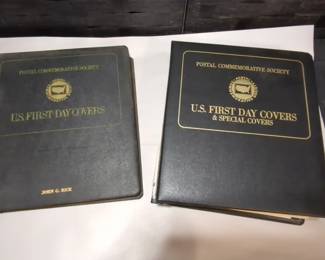 POSTAL COMMEMORATIVE SOCIETY
U.S. FIRST DAY COVERS
JOHN G. RICE
POSTAL COMMEMORATIVE SOCIETY
U.S. FIRST DAY COVERS
& SPECIAL COVERS